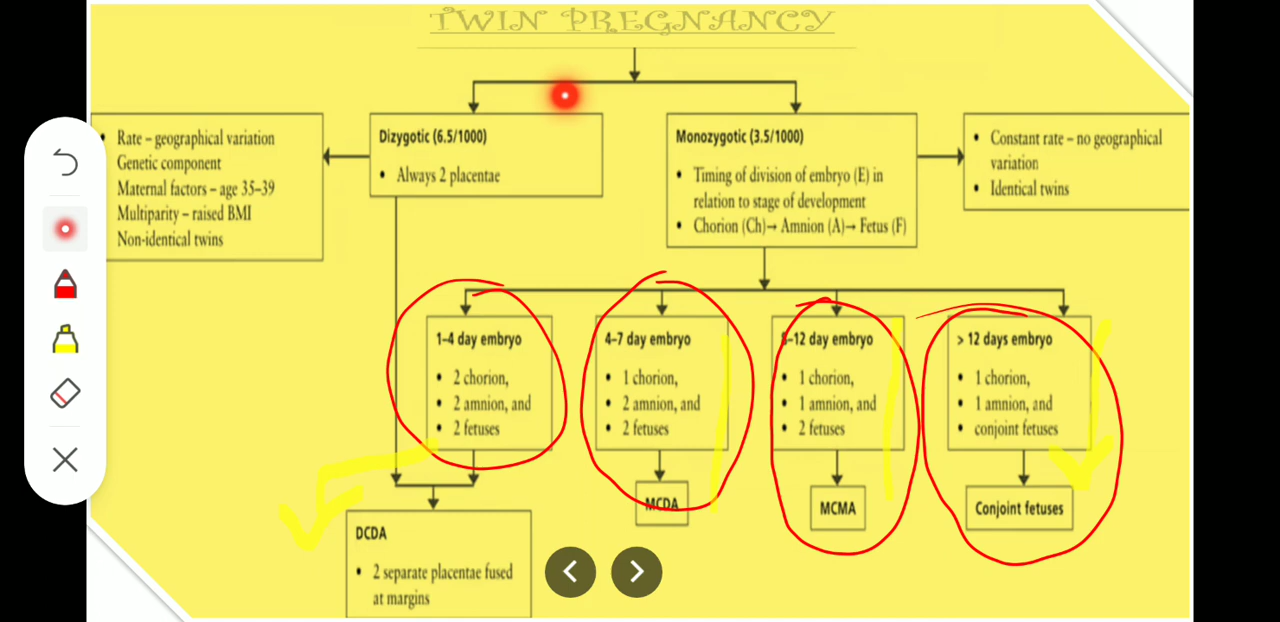 TWIN PREGNANCY
Rate – geographical variation
Genetic component
Maternal factors – age 35–39
Multiparity – raised BMI
Non-identical twins
Dizygotic (6.5/1000)
• Always 2 placentae
Monozygotic (3.5/1000)
• Timing of division of embryo (E) in
relation to stage of development
• Chorion (Ch)→ Amnion (A)→ Fetus (F)
• Constant rate – no geographical
variation
• Identical twins
1–4 day embryo
• 2 chorion,
• 2 amnion, and
• 2 fetuses
4–7 day embryo
• 1 chorion,
• 2 amnion, and
• 2 fetuses
–12 day embryo
• 1 chorion,
• 1 amnion, and
• 2 fetuses
> 12 days embryo
• 1 chorion,
• 1 amnion, and
• conjoint fetuses
MCDA
MCMA
Conjoint fetuses
DCDA
• 2 separate placentae fused
at margins